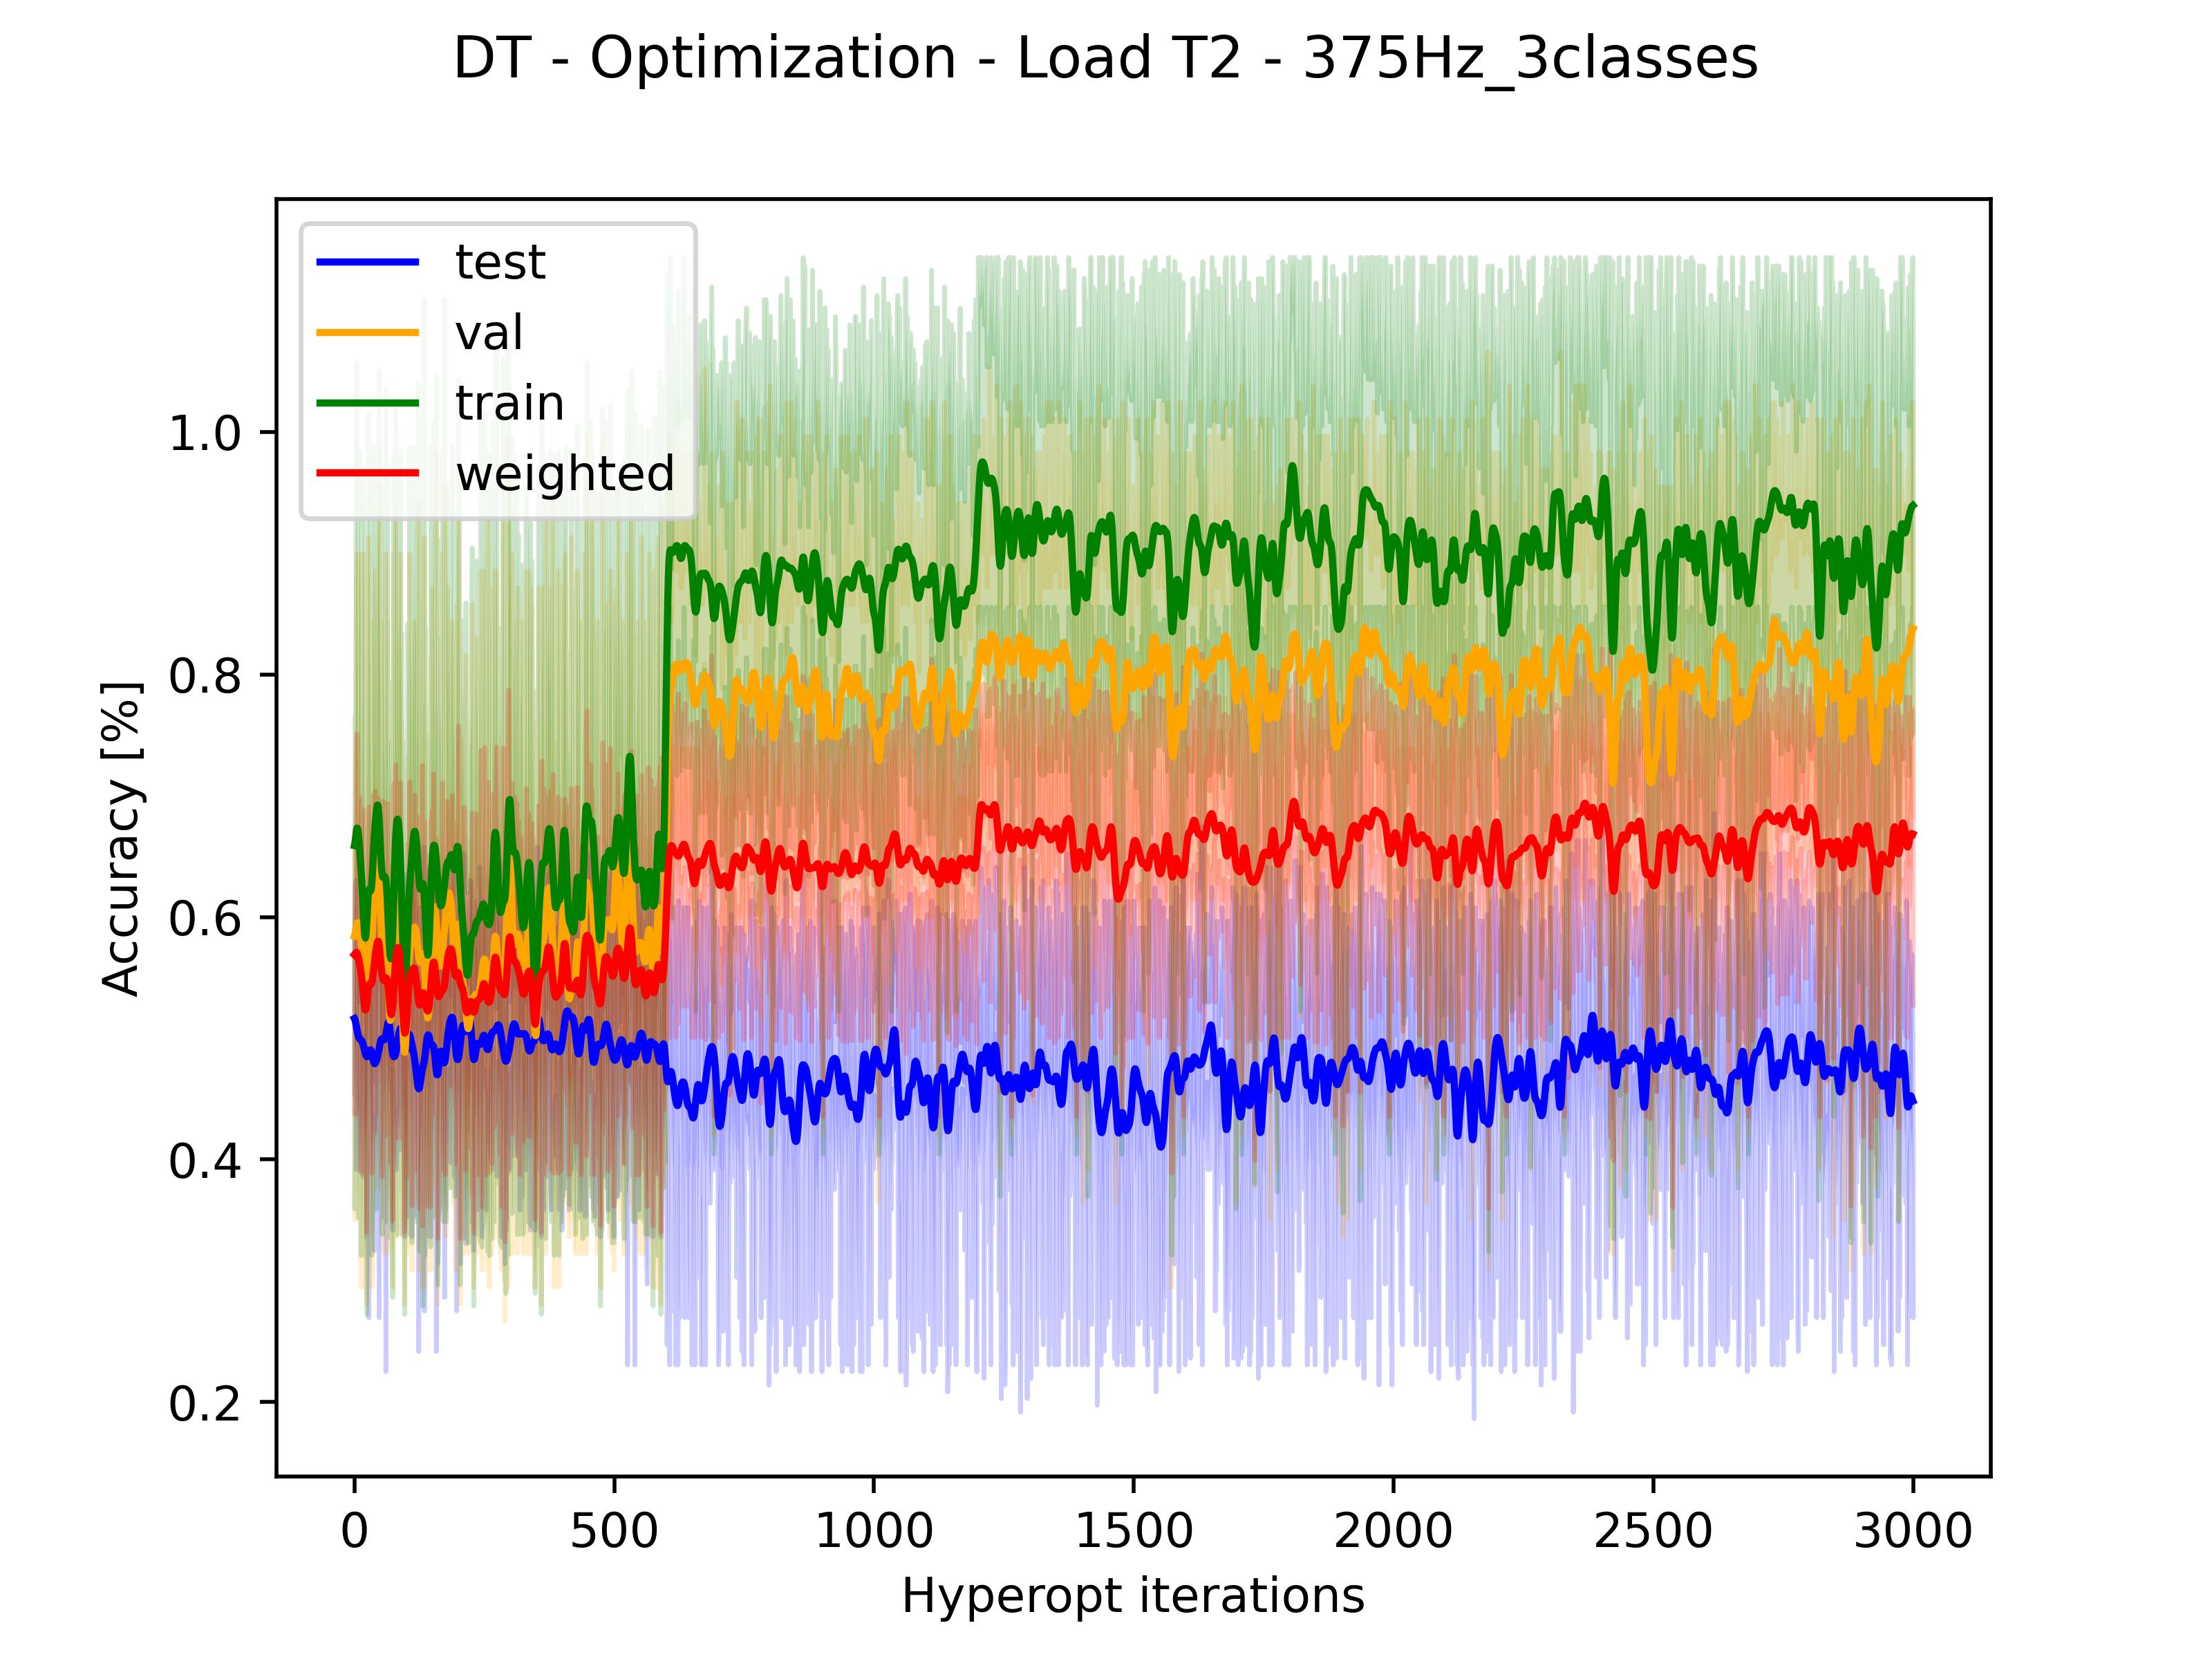 DT - Optimization - Load T2 - 375Hz_3classes
test
val
train
weighted
1.0
0.8
0.6
0.4
0.2
Accuracy [%]
0 500 1000 1500 2000 2500 3000
Hyperopt iterations